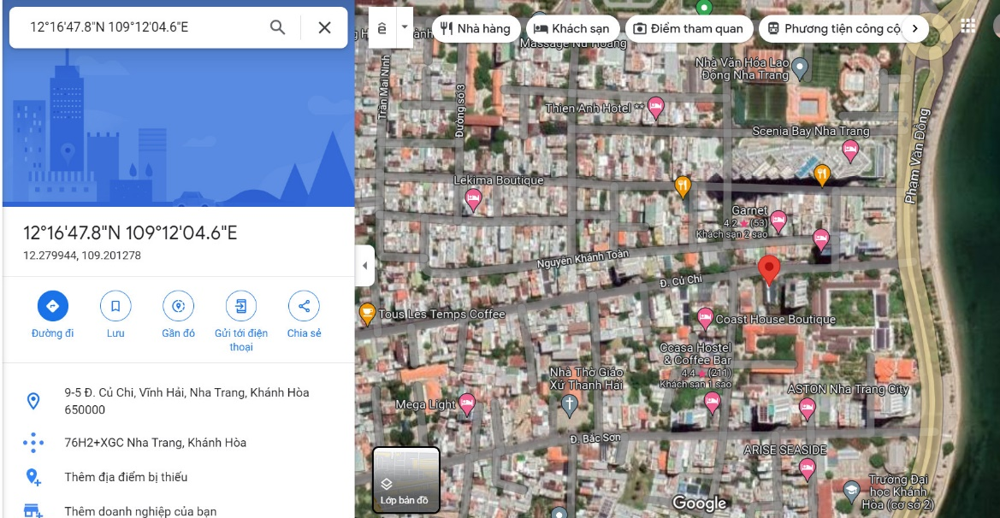 12°16'47.8"N 109°12'04.6"E
Nhà hàng
Khách sạn
Điểm tham quan
Phương tiện công cộ
12°16'47.8"N 109°12'04.6"E
12.279944, 109.201278
Đường đi
Lưu
Gần đó
Gửi tới điện
thoại
Chia sẻ
9-5 Đ. Củ Chi, Vĩnh Hải, Nha Trang, Khánh Hòa
650000
76H2+XGC Nha Trang, Khánh Hòa
Thêm địa điểm bị thiếu
Thêm doanh nghiệp của bạn
Nhà Văn Hóa Lao
Động Nha Trang
Trần Mai Ninh
Đường số 3
Thien Anh Hotel **
Scenia Bay Nha Trang
Phạm Văn Đồng
Lekima Boutique
Garnet
4.2 ★ (53)
Khách sạn 2 sao
Nguyễn Khánh Toàn
Đ. Củ Chi
Tous Les Temps Coffee
Coast House Boutique
Ccasa Hostel
& Coffee Bar
4.4 ★ (211)
Khách sạn 1 sao
Nhà Thờ Giáo
Xứ Thanh Hải
Mega Light
ASTON Nha Trang City
Đ. Bắc Sơn
ARISE SEASIDE
Trường Đại
học Khánh
Hòa (cơ sở 2)
Lớp bản đồ
Google